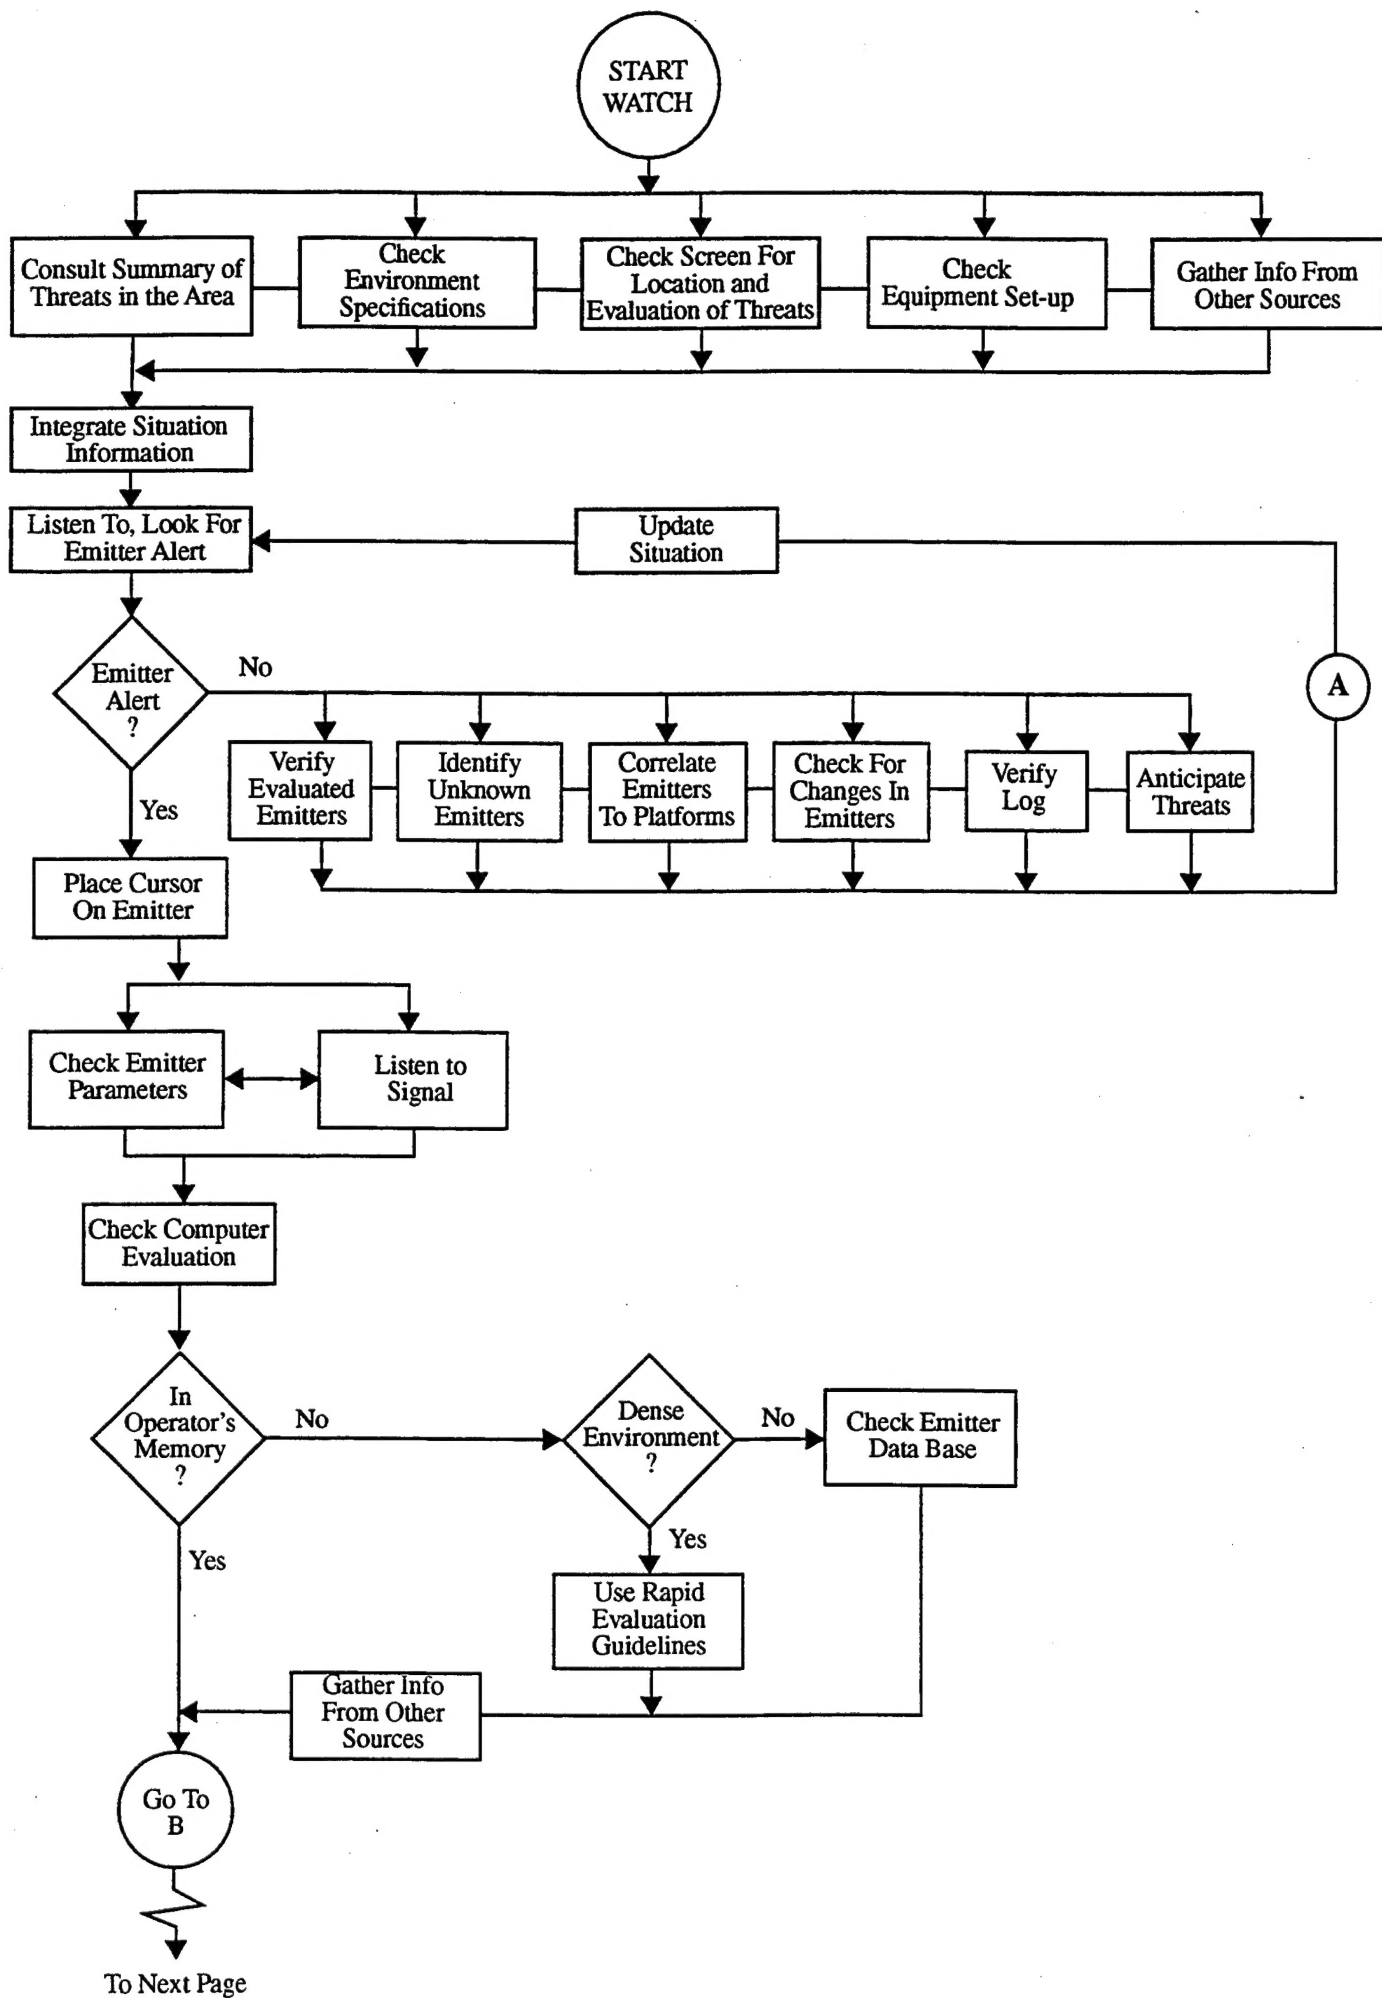 START
WATCH
Consult Summary of
Threats in the Area
Check
Environment
Specifications
Check Screen For
Location and
Evaluation of Threats
Check
Equipment Set-up
Gather Info From
Other Sources
Integrate Situation
Information
Listen To, Look For
Emitter Alert
Update
Situation
Emitter
Alert
?
No
A
Yes
Verify
Evaluated
Emitters
Identify
Unknown
Emitters
Correlate
Emitters
To Platforms
Check For
Changes In
Emitters
Verify
Log
Anticipate
Threats
Place Cursor
On Emitter
Check Emitter
Parameters
Listen to
Signal
Check Computer
Evaluation
In
Operator's
Memory
?
No
Dense
Environment
?
No
Check Emitter
Data Base
Yes
Yes
Use Rapid
Evaluation
Guidelines
Gather Info
From Other
Sources
Go To
B
To Next Page